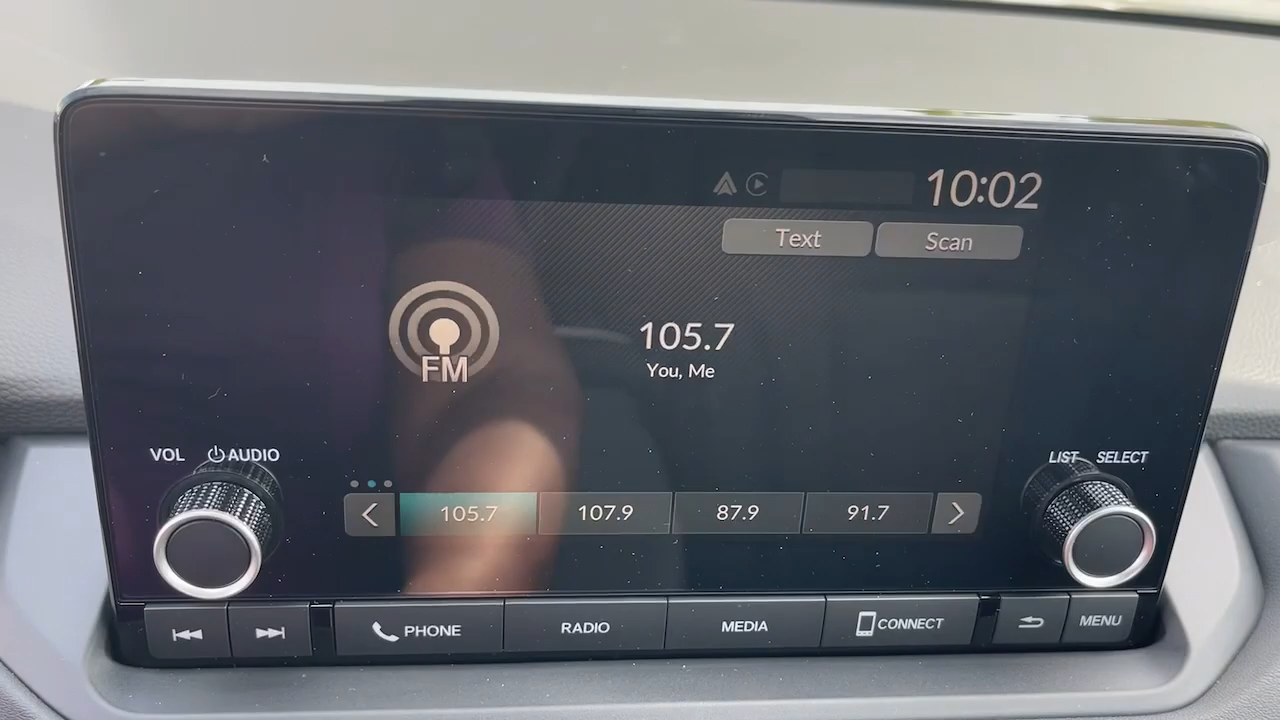 10:02
Text Scan
FM
105.7
You, Me
VOL AUDIO
LIST SELECT
105.7 107.9 87.9 91.7
PHONE RADIO MEDIA CONNECT MENU